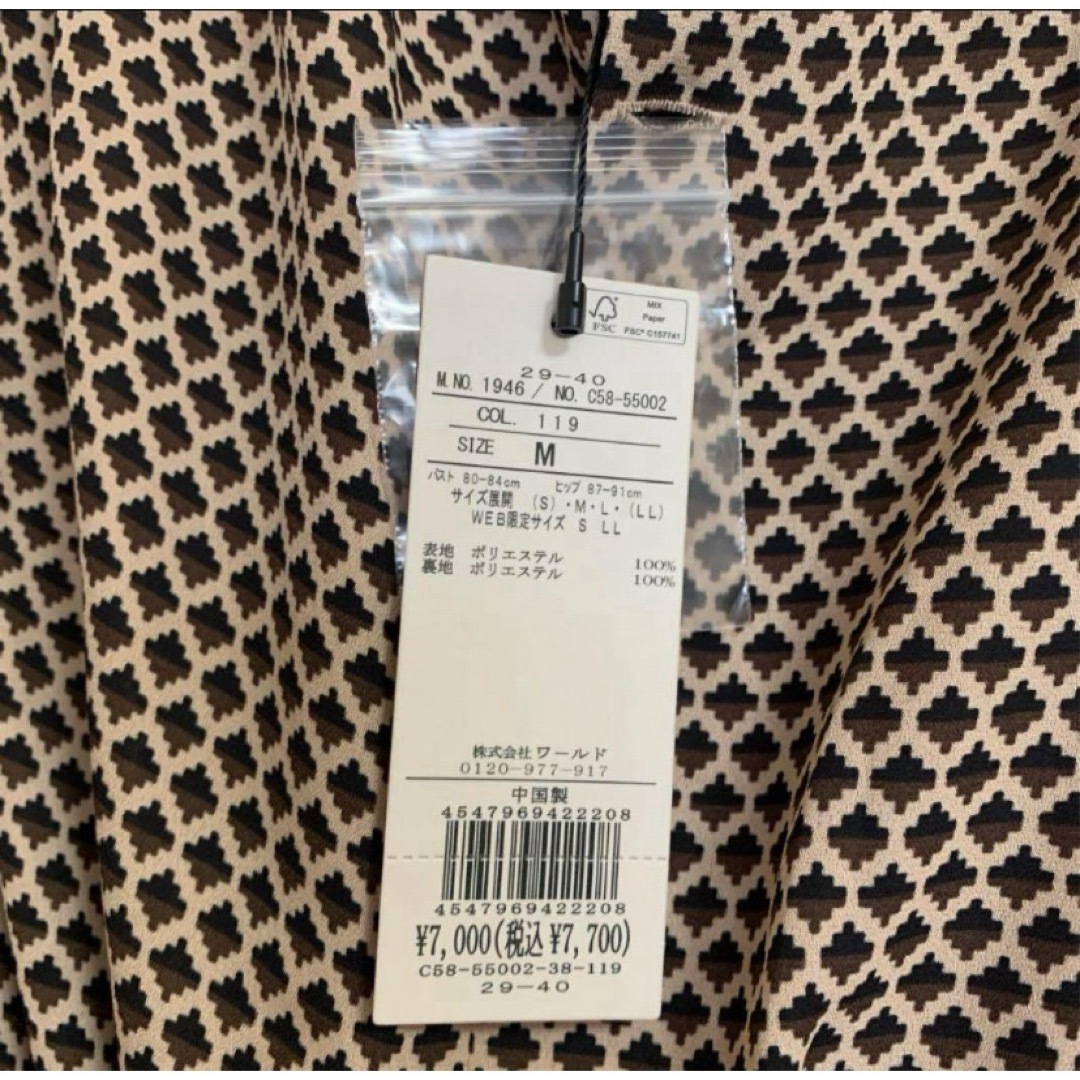 MIX
Paper
FSC
FSC® C157741
29-40
M.NO. 1946 / NO. C58-55002
COL. 119
SIZE M
バスト 80-84cm ヒップ 87-91cm
サイズ展開 (S)・M・L・(LL)
WEB限定サイズ S LL
表地 ポリエステル 100%
裏地 ポリエステル 100%
株式会社ワールド
0120-977-917
中国製
4547969422208
4547969422208
¥7,000(税込¥7,700)
C58-55002-38-119
29-40